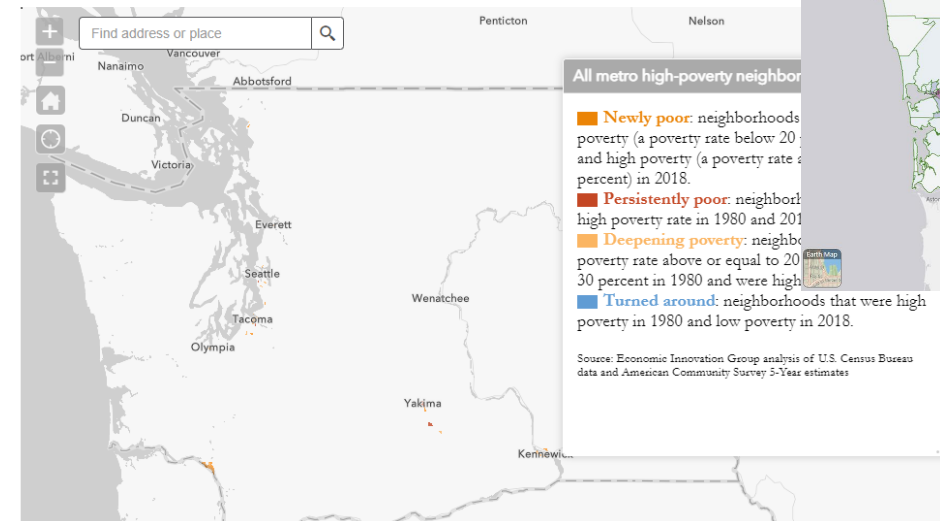 Find address or place
Penticton
Nelson
Vancouver
Nanaimo
Abbotsford
Duncan
Victoria
Everett
Seattle
Wenatchee
Tacoma
Olympia
Yakima
All metro high-poverty neighbor
Newly poor: neighborhoods
poverty (a poverty rate below 20
and high poverty (a poverty rate
percent) in 2018.
Persistently poor: neighborh
high poverty rate in 1980 and 201
Deepening poverty: neighbo
poverty rate above or equal to 20
30 percent in 1980 and were high
Turned around: neighborhoods that were high
poverty in 1980 and low poverty in 2018.
Source: Economic Innovation Group analysis of U.S. Census Bureau
data and American Community Survey 5-Year estimates
Earth Map